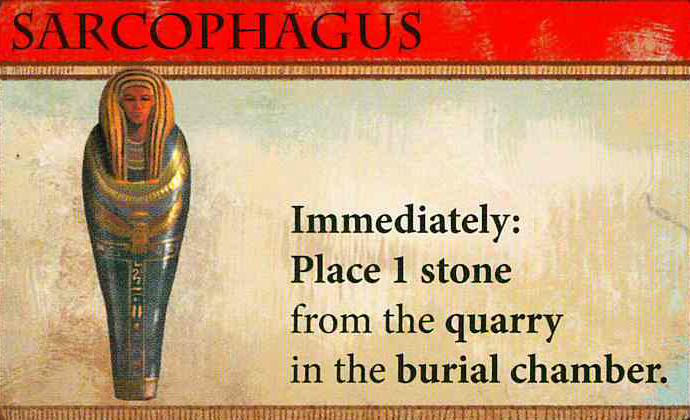 SARCOPHAGUS
Immediately:
Place 1 stone
from the quarry
in the burial chamber.